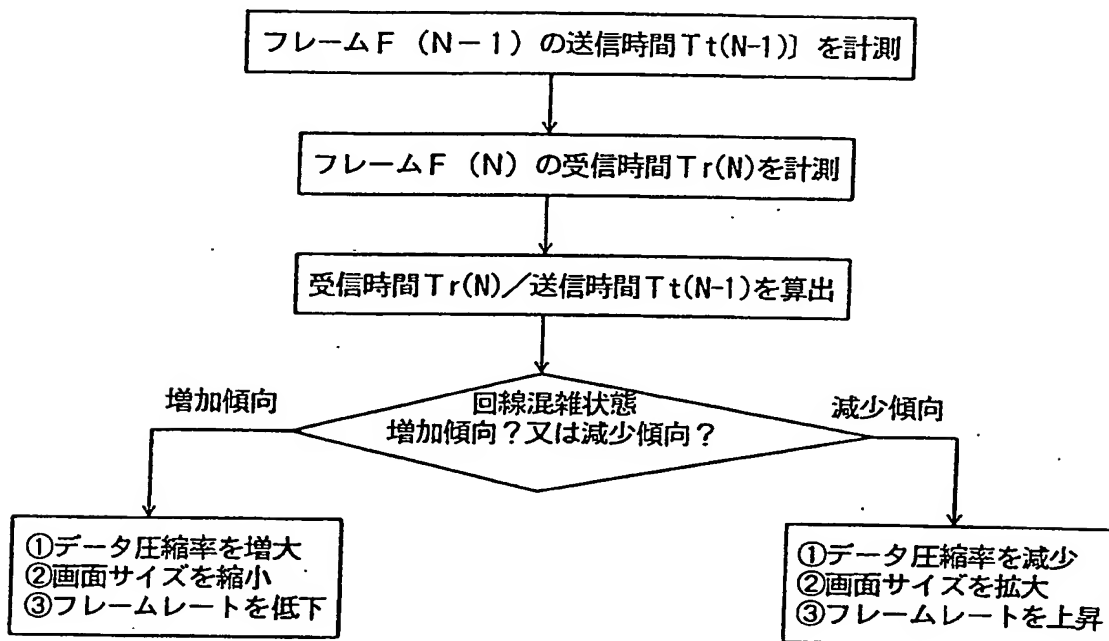 フレームF（N－1）の送信時間Tt(N-1)〕を計測
フレームF（N）の受信時間Tr(N)を計測
受信時間Tr(N)／送信時間Tt(N-1)を算出
回線混雑状態
増加傾向？又は減少傾向？
増加傾向
減少傾向
①データ圧縮率を増大
②画面サイズを縮小
③フレームレートを低下
①データ圧縮率を減少
②画面サイズを拡大
③フレームレートを上昇